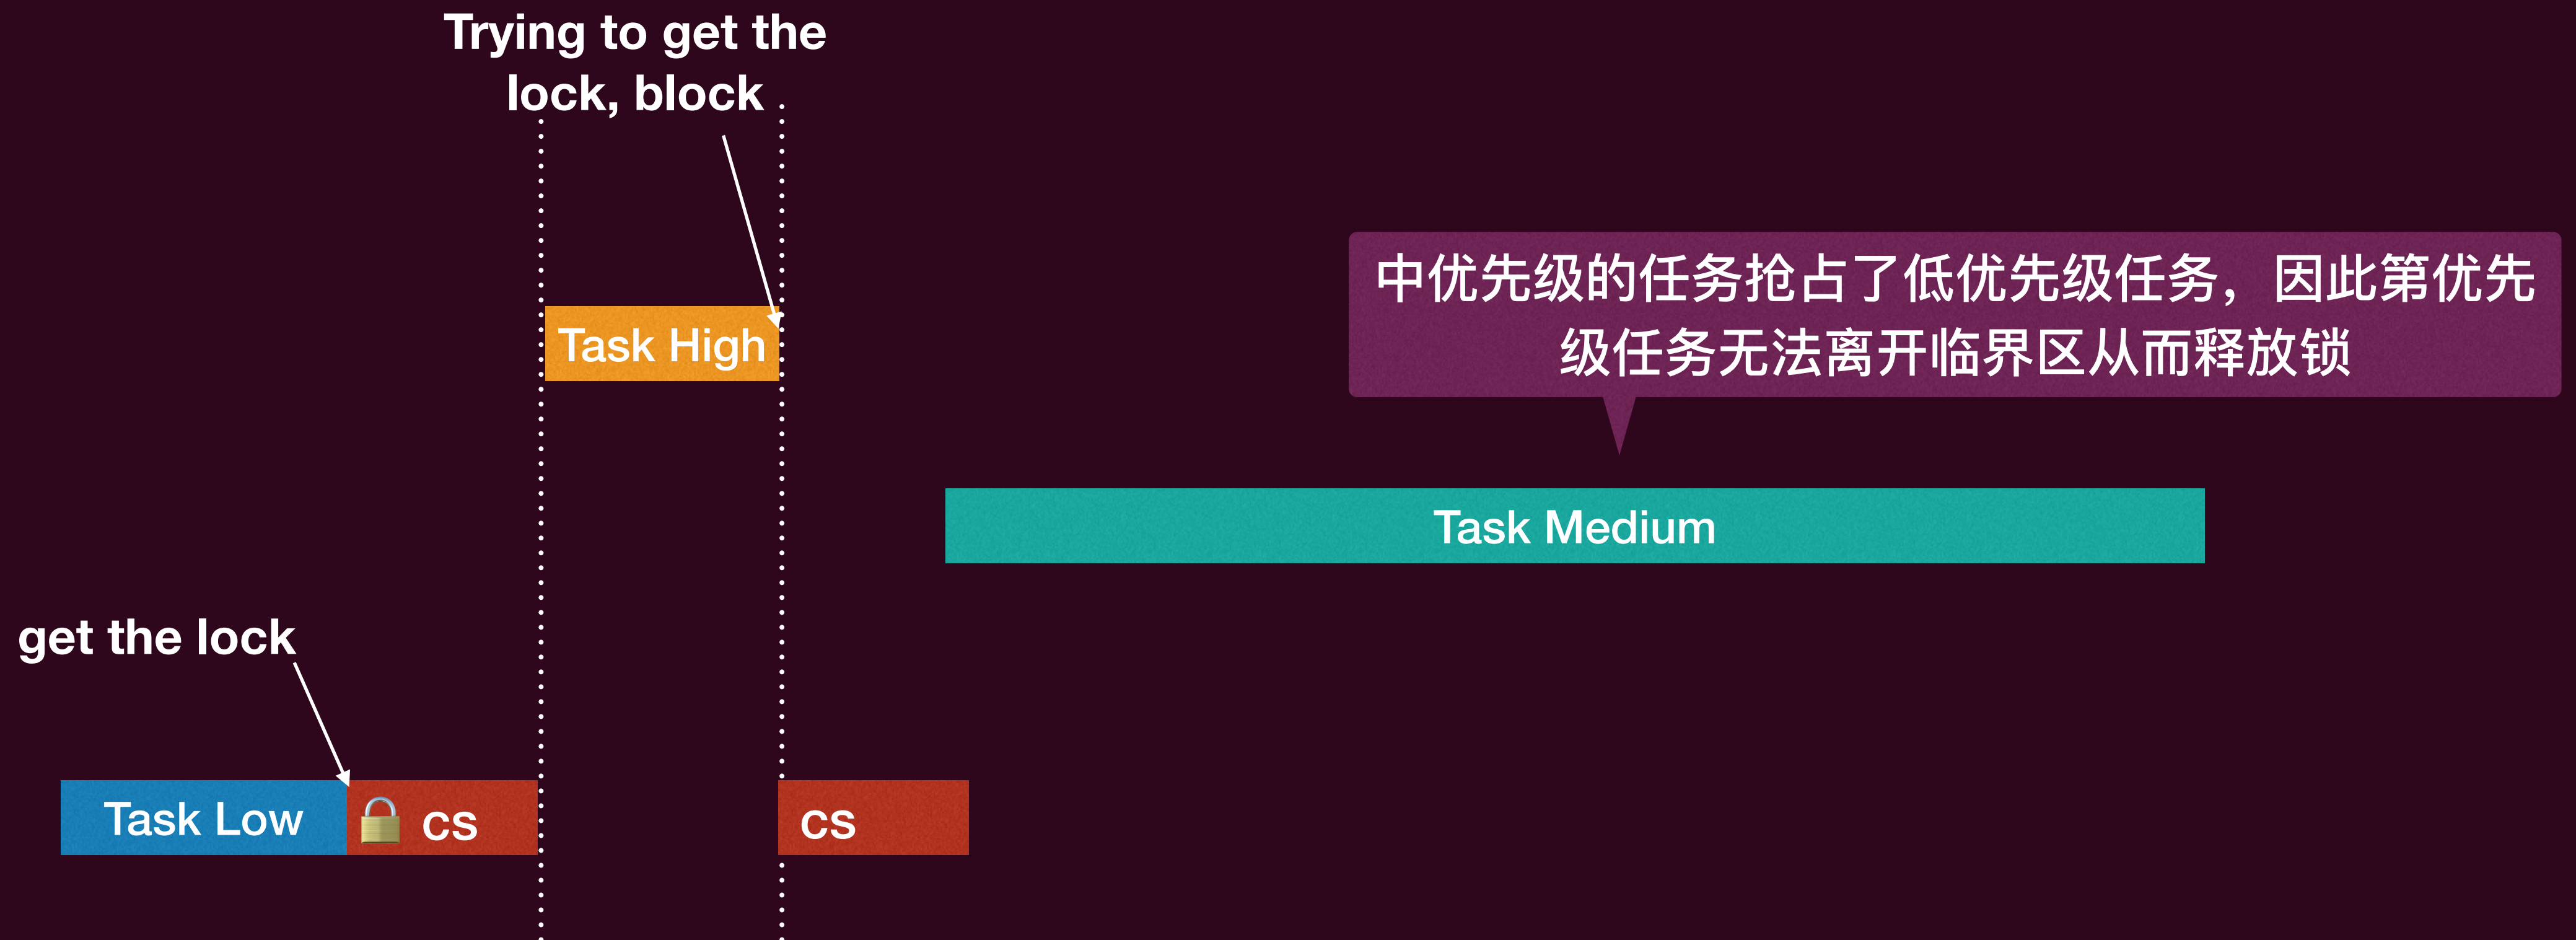 Trying to get the
lock, block
Task High
中优先级的任务抢占了低优先级任务，因此第优先
级任务无法离开临界区从而释放锁
Task Medium
get the lock
Task Low
cs
cs